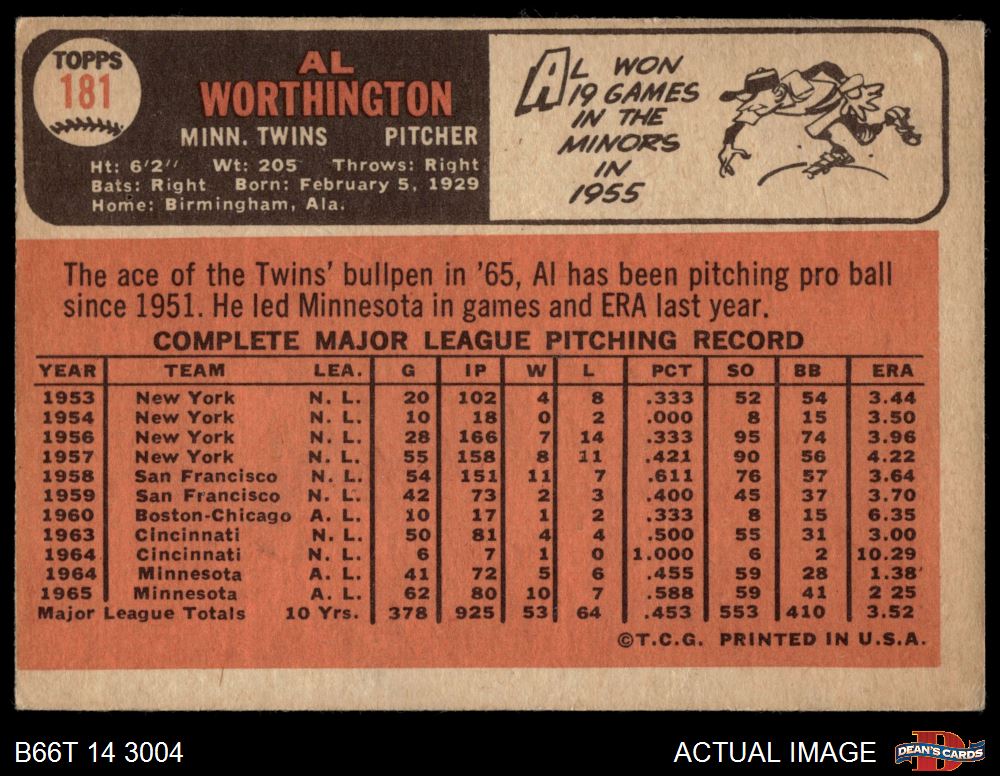 TOPPS
181
AL
WORTHINGTON
MINN. TWINS PITCHER
Ht: 6'2" Wt: 205 Throws: Right
Bats: Right Born: February 5, 1929
Home: Birmingham, Ala.
AL WON
19 GAMES
IN THE
MINORS
IN
1955
The ace of the Twins' bullpen in '65, Al has been pitching pro ball
since 1951. He led Minnesota in games and ERA last year.
COMPLETE MAJOR LEAGUE PITCHING RECORD
YEAR TEAM LEA. G IP W L PCT SO BB ERA
1953 New York N. L. 20 102 4 8 .333 52 54 3.44
1954 New York N. L. 10 18 0 2 .000 8 15 3.50
1956 New York N. L. 28 166 7 14 .333 95 74 3.96
1957 New York N. L. 55 158 8 11 .421 90 56 4.22
1958 San Francisco N. L. 54 151 11 7 .611 76 57 3.64
1959 San Francisco N. L. 42 73 2 3 .400 45 37 3.70
1960 Boston-Chicago A. L. 10 17 1 2 .333 8 15 6.35
1963 Cincinnati N. L. 50 81 4 4 .500 55 31 3.00
1964 Cincinnati N. L. 6 7 1 0 1.000 6 2 10.29
1964 Minnesota A. L. 41 72 5 6 .455 59 28 1.38
1965 Minnesota A. L. 62 80 10 7 .588 59 41 2 25
Major League Totals 10 Yrs. 378 925 53 64 .453 553 410 3.52
©T.C.G. PRINTED IN U.S.A.
B66T 14 3004 ACTUAL IMAGE DEAN'S CARDS